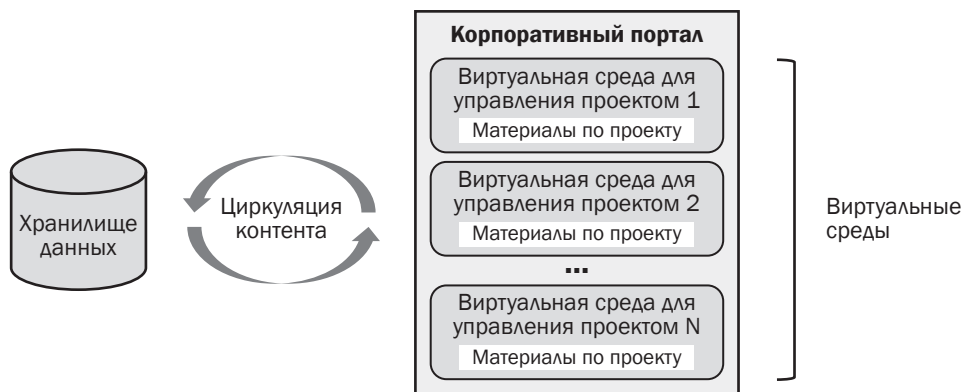 Корпоративный портал
Виртуальная среда для
управления проектом 1
Материалы по проекту
Виртуальная среда для
управления проектом 2
Материалы по проекту
...
Виртуальная среда для
управления проектом N
Материалы по проекту
Хранилище
данных
Циркуляция
контента
Виртуальные
среды